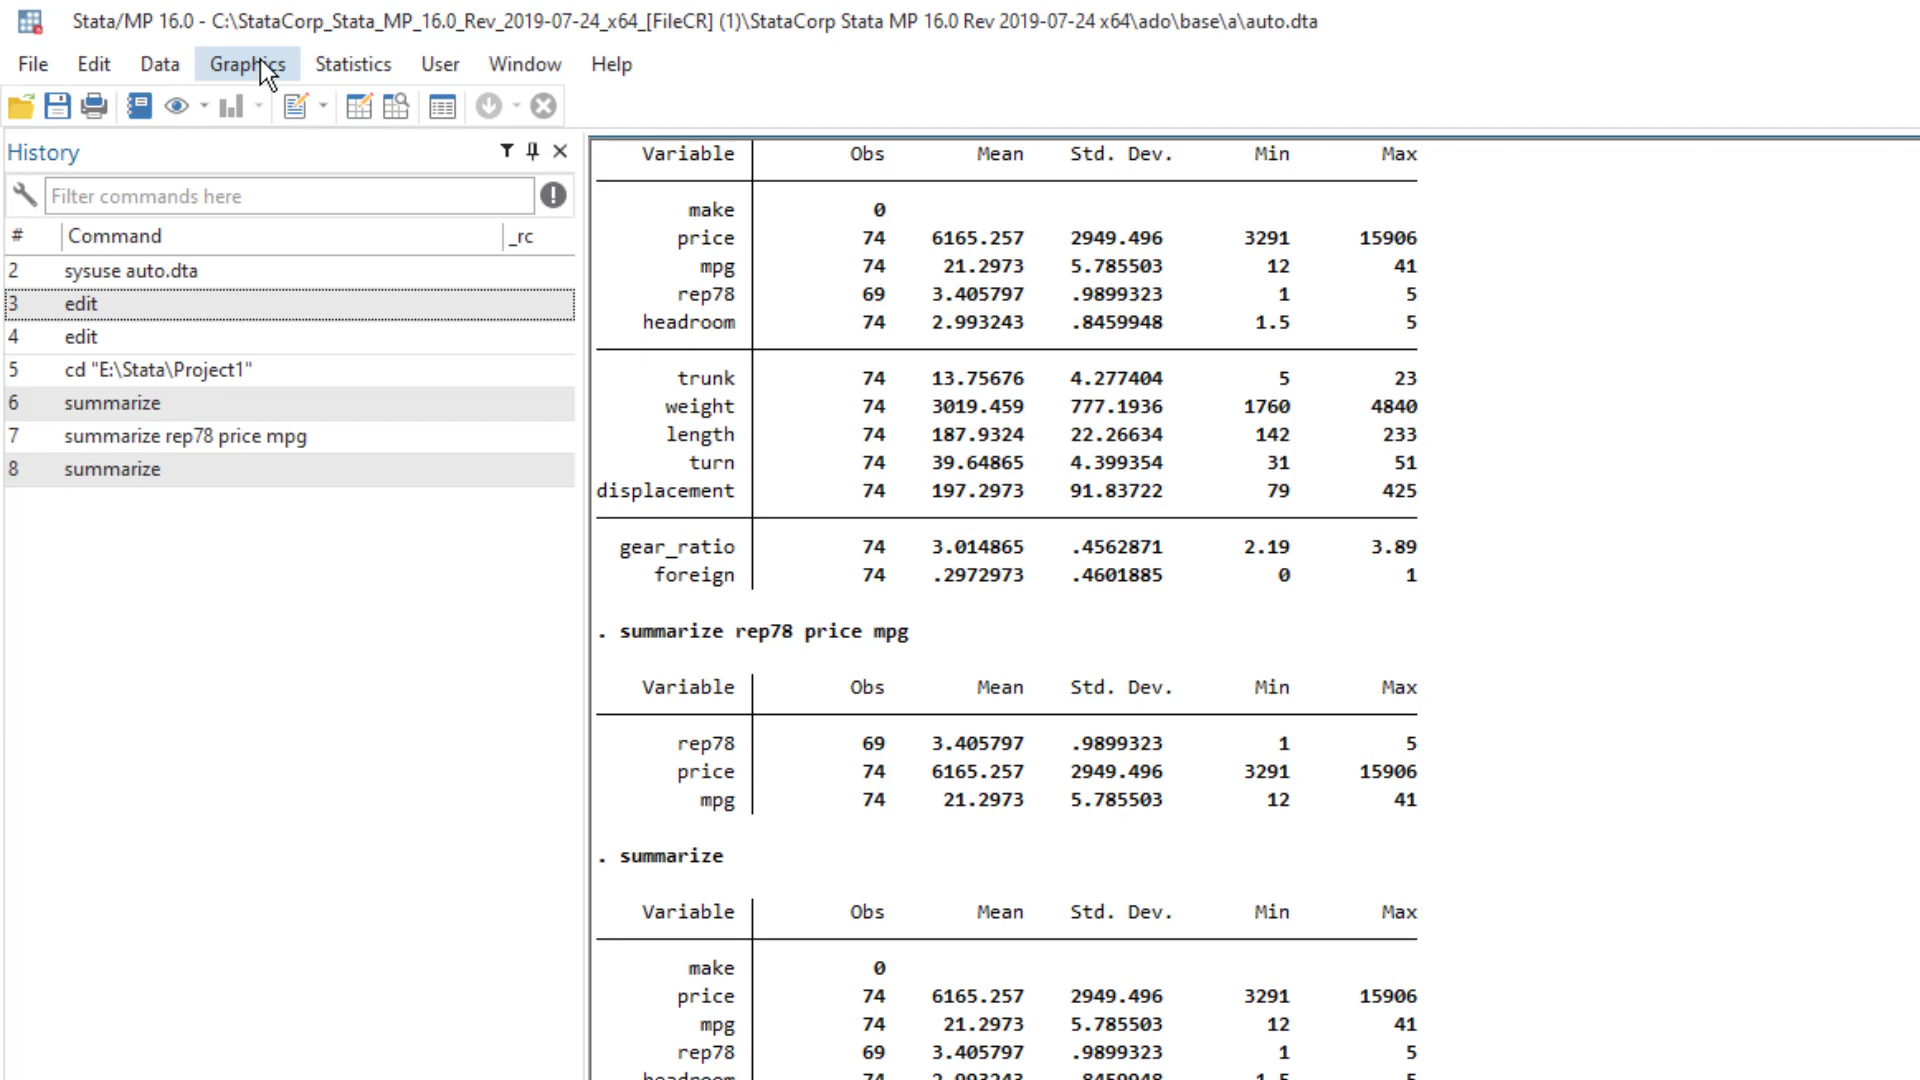 Stata/MP 16.0 - C:\StataCorp_Stata_MP_16.0_Rev_2019-07-24_x64_[FileCR] (1)\StataCorp Stata MP 16.0 Rev 2019-07-24 x64\ado\base\a\auto.dta
File Edit Data Graphics Statistics User Window Help
History
Filter commands here
# Command _rc
2 sysuse auto.dta
3 edit
4 edit
5 cd "E:\Stata\Project1"
6 summarize
7 summarize rep78 price mpg
8 summarize
Variable Obs Mean Std. Dev. Min Max
make 0
price 74 6165.257 2949.496 3291 15906
mpg 74 21.2973 5.785503 12 41
rep78 69 3.405797 .9899323 1 5
headroom 74 2.993243 .8459948 1.5 5
trunk 74 13.75676 4.277404 5 23
weight 74 3019.459 777.1936 1760 4840
length 74 187.9324 22.26634 142 233
turn 74 39.64865 4.399354 31 51
displacement 74 197.2973 91.83722 79 425
gear_ratio 74 3.014865 .4562871 2.19 3.89
foreign 74 .2972973 .4601885 0 1
. summarize rep78 price mpg
Variable Obs Mean Std. Dev. Min Max
rep78 69 3.405797 .9899323 1 5
price 74 6165.257 2949.496 3291 15906
mpg 74 21.2973 5.785503 12 41
. summarize
Variable Obs Mean Std. Dev. Min Max
make 0
price 74 6165.257 2949.496 3291 15906
mpg 74 21.2973 5.785503 12 41
rep78 69 3.405797 .9899323 1 5
headroom 74 2.993243 .8459948 1.5 5